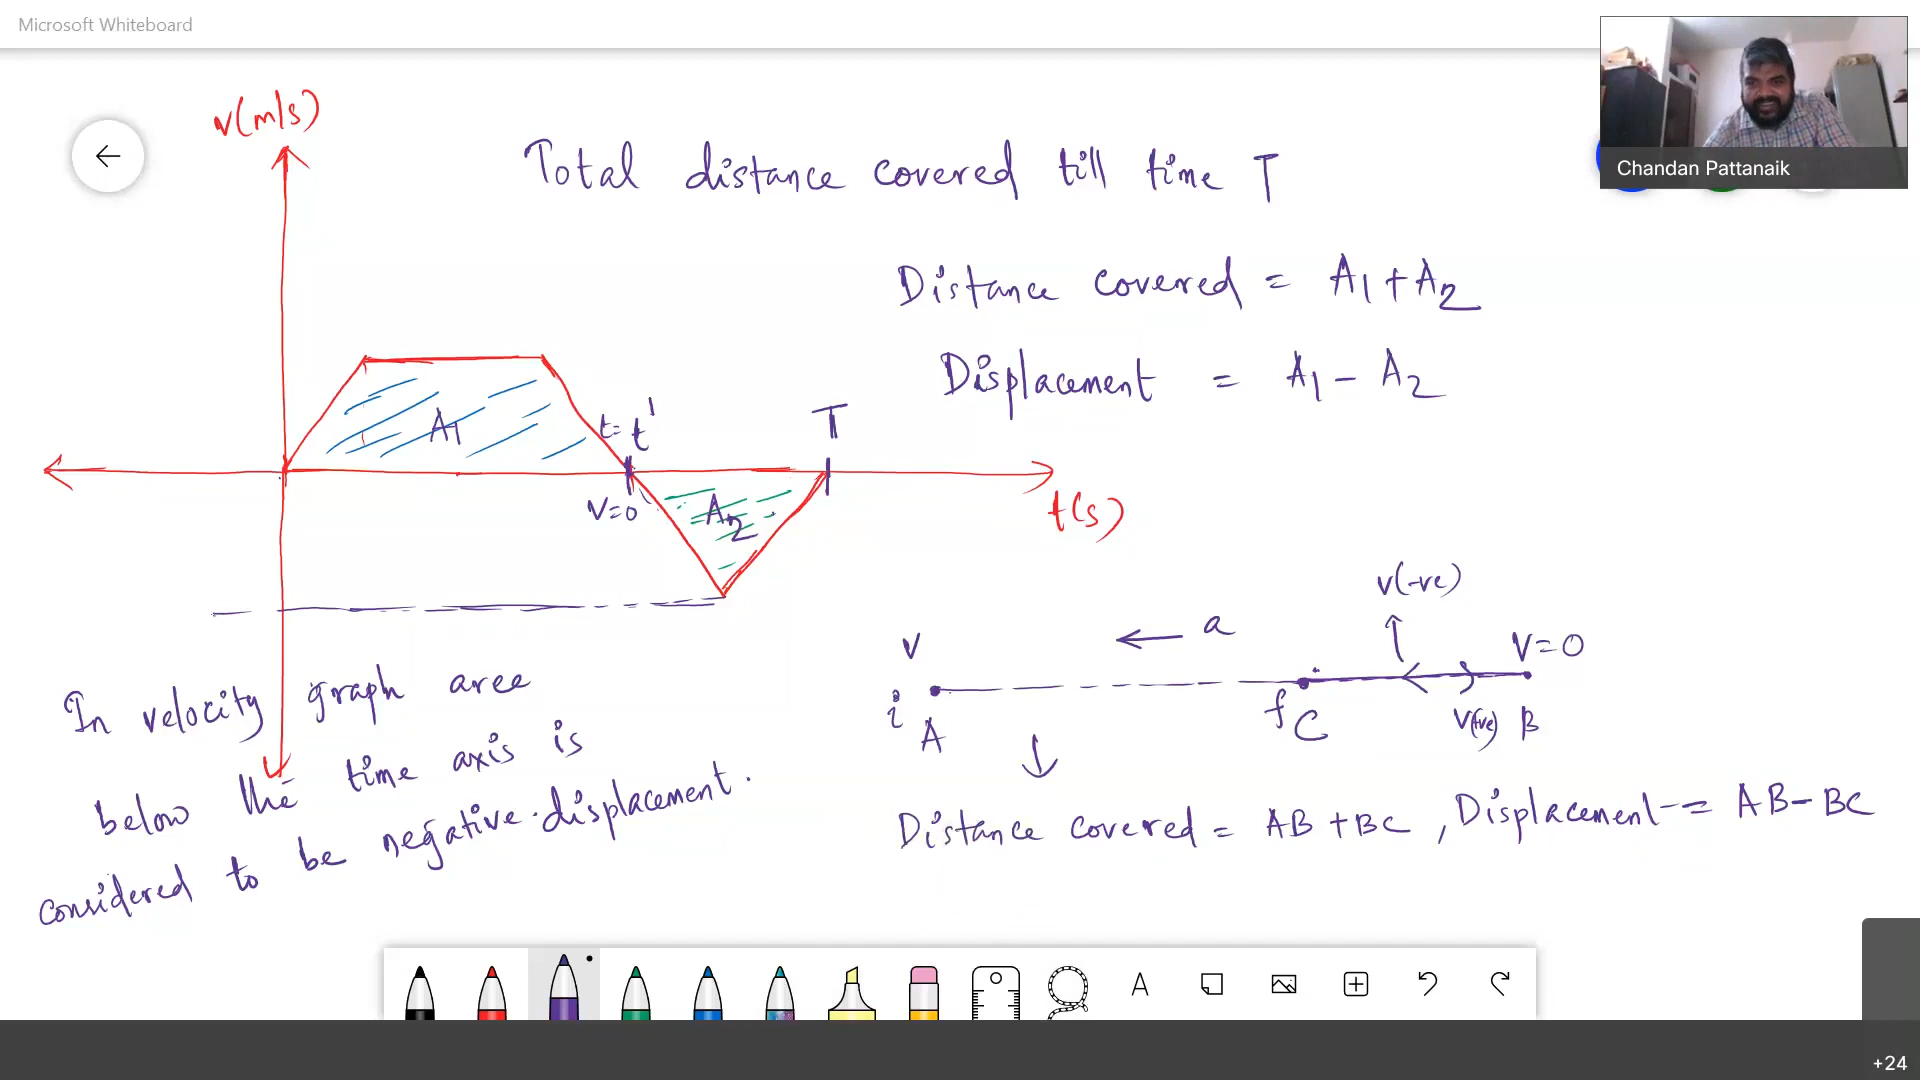 Microsoft Whiteboard
Chandan Pattanaik
v(m/s)
Total distance covered till time T
Distance covered = A1+A2
Displacement = A1 - A2
A1
t= t'
T
V=0
A2
t(s)
v(-ve)
V
a
V=0
i
A
f
C
V(+ve)
B
In velocity graph area
below the time axis is
considered to be negative.displacement.
Distance covered = AB + BC , Displacement = AB - BC
A
+24